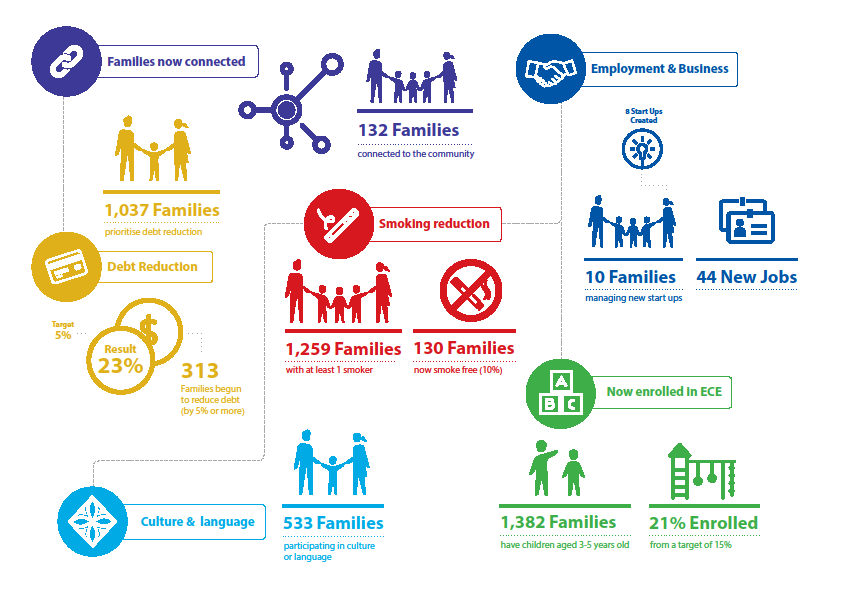 Families now connected
132 Families
connected to the community
Employment & Business
8 Start Ups
Created
10 Families
managing new start ups
44 New Jobs
1,037 Families
prioritise debt reduction
Debt Reduction
Target
5%
$
Result
23%
313
Families begun
to reduce debt
(by 5% or more)
Smoking reduction
1,259 Families
with at least 1 smoker
130 Families
now smoke free (10%)
Now enrolled in ECE
A
B C
1,382 Families
have children aged 3-5 years old
21% Enrolled
from a target of 15%
Culture & language
533 Families
participating in culture
or language